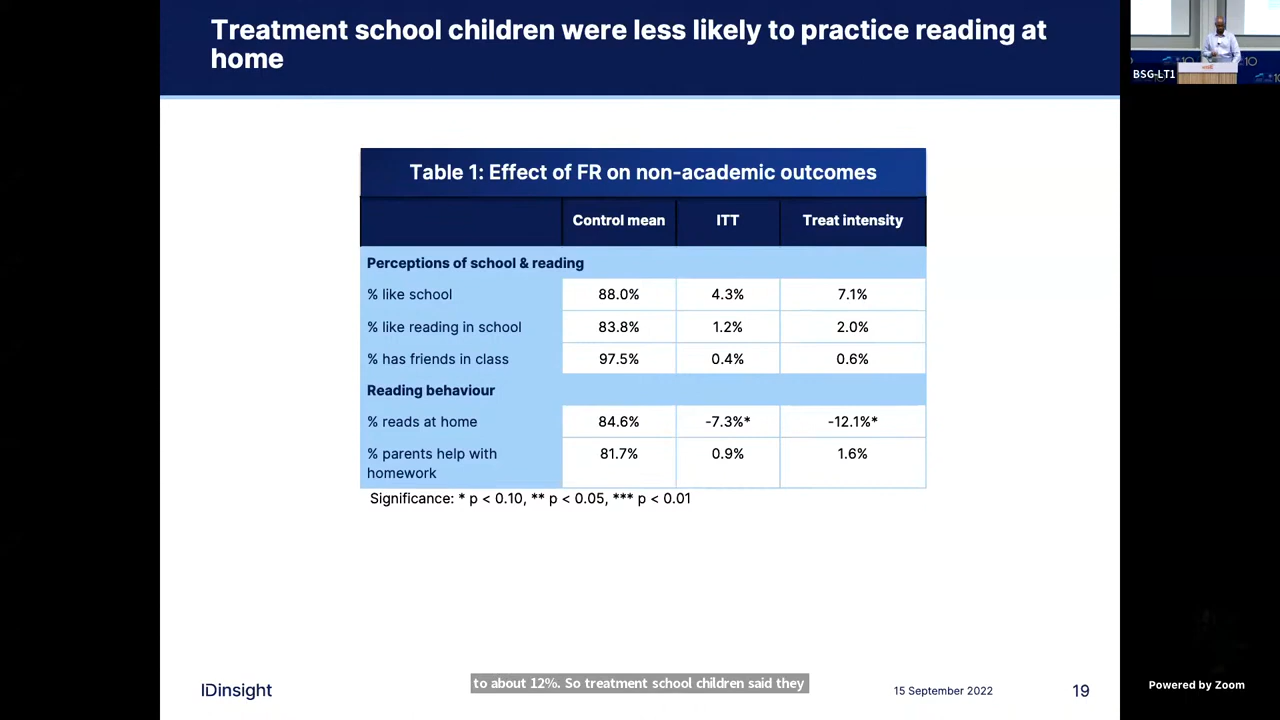 Treatment school children were less likely to practice reading at
home
BSG-LT1
Table 1: Effect of FR on non-academic outcomes
Control mean ITT Treat intensity
Perceptions of school & reading
% like school 88.0% 4.3% 7.1%
% like reading in school 83.8% 1.2% 2.0%
% has friends in class 97.5% 0.4% 0.6%
Reading behaviour
% reads at home 84.6% -7.3%* -12.1%*
% parents help with 81.7% 0.9% 1.6%
homework
Significance: * p < 0.10, ** p < 0.05, *** p < 0.01
to about 12%. So treatment school children said they
IDinsight
15 September 2022
19
Powered by Zoom